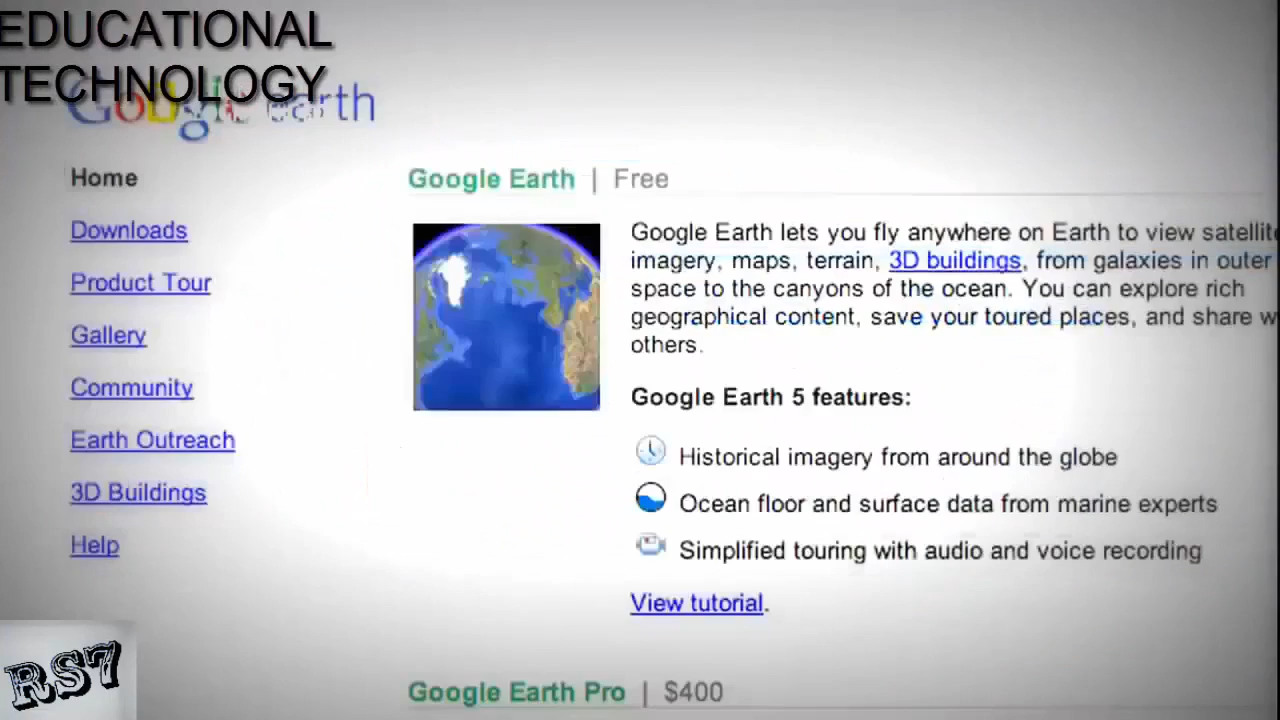 EDUCATIONAL
TECHNOLOGY
Google earth
Home
Downloads
Product Tour
Gallery
Community
Earth Outreach
3D Buildings
Help
Google Earth | Free
Google Earth lets you fly anywhere on Earth to view satellite
imagery, maps, terrain, 3D buildings, from galaxies in outer
space to the canyons of the ocean. You can explore rich
geographical content, save your toured places, and share w
others.
Google Earth 5 features:
Historical imagery from around the globe
Ocean floor and surface data from marine experts
Simplified touring with audio and voice recording
View tutorial.
Google Earth Pro | $400
RS7